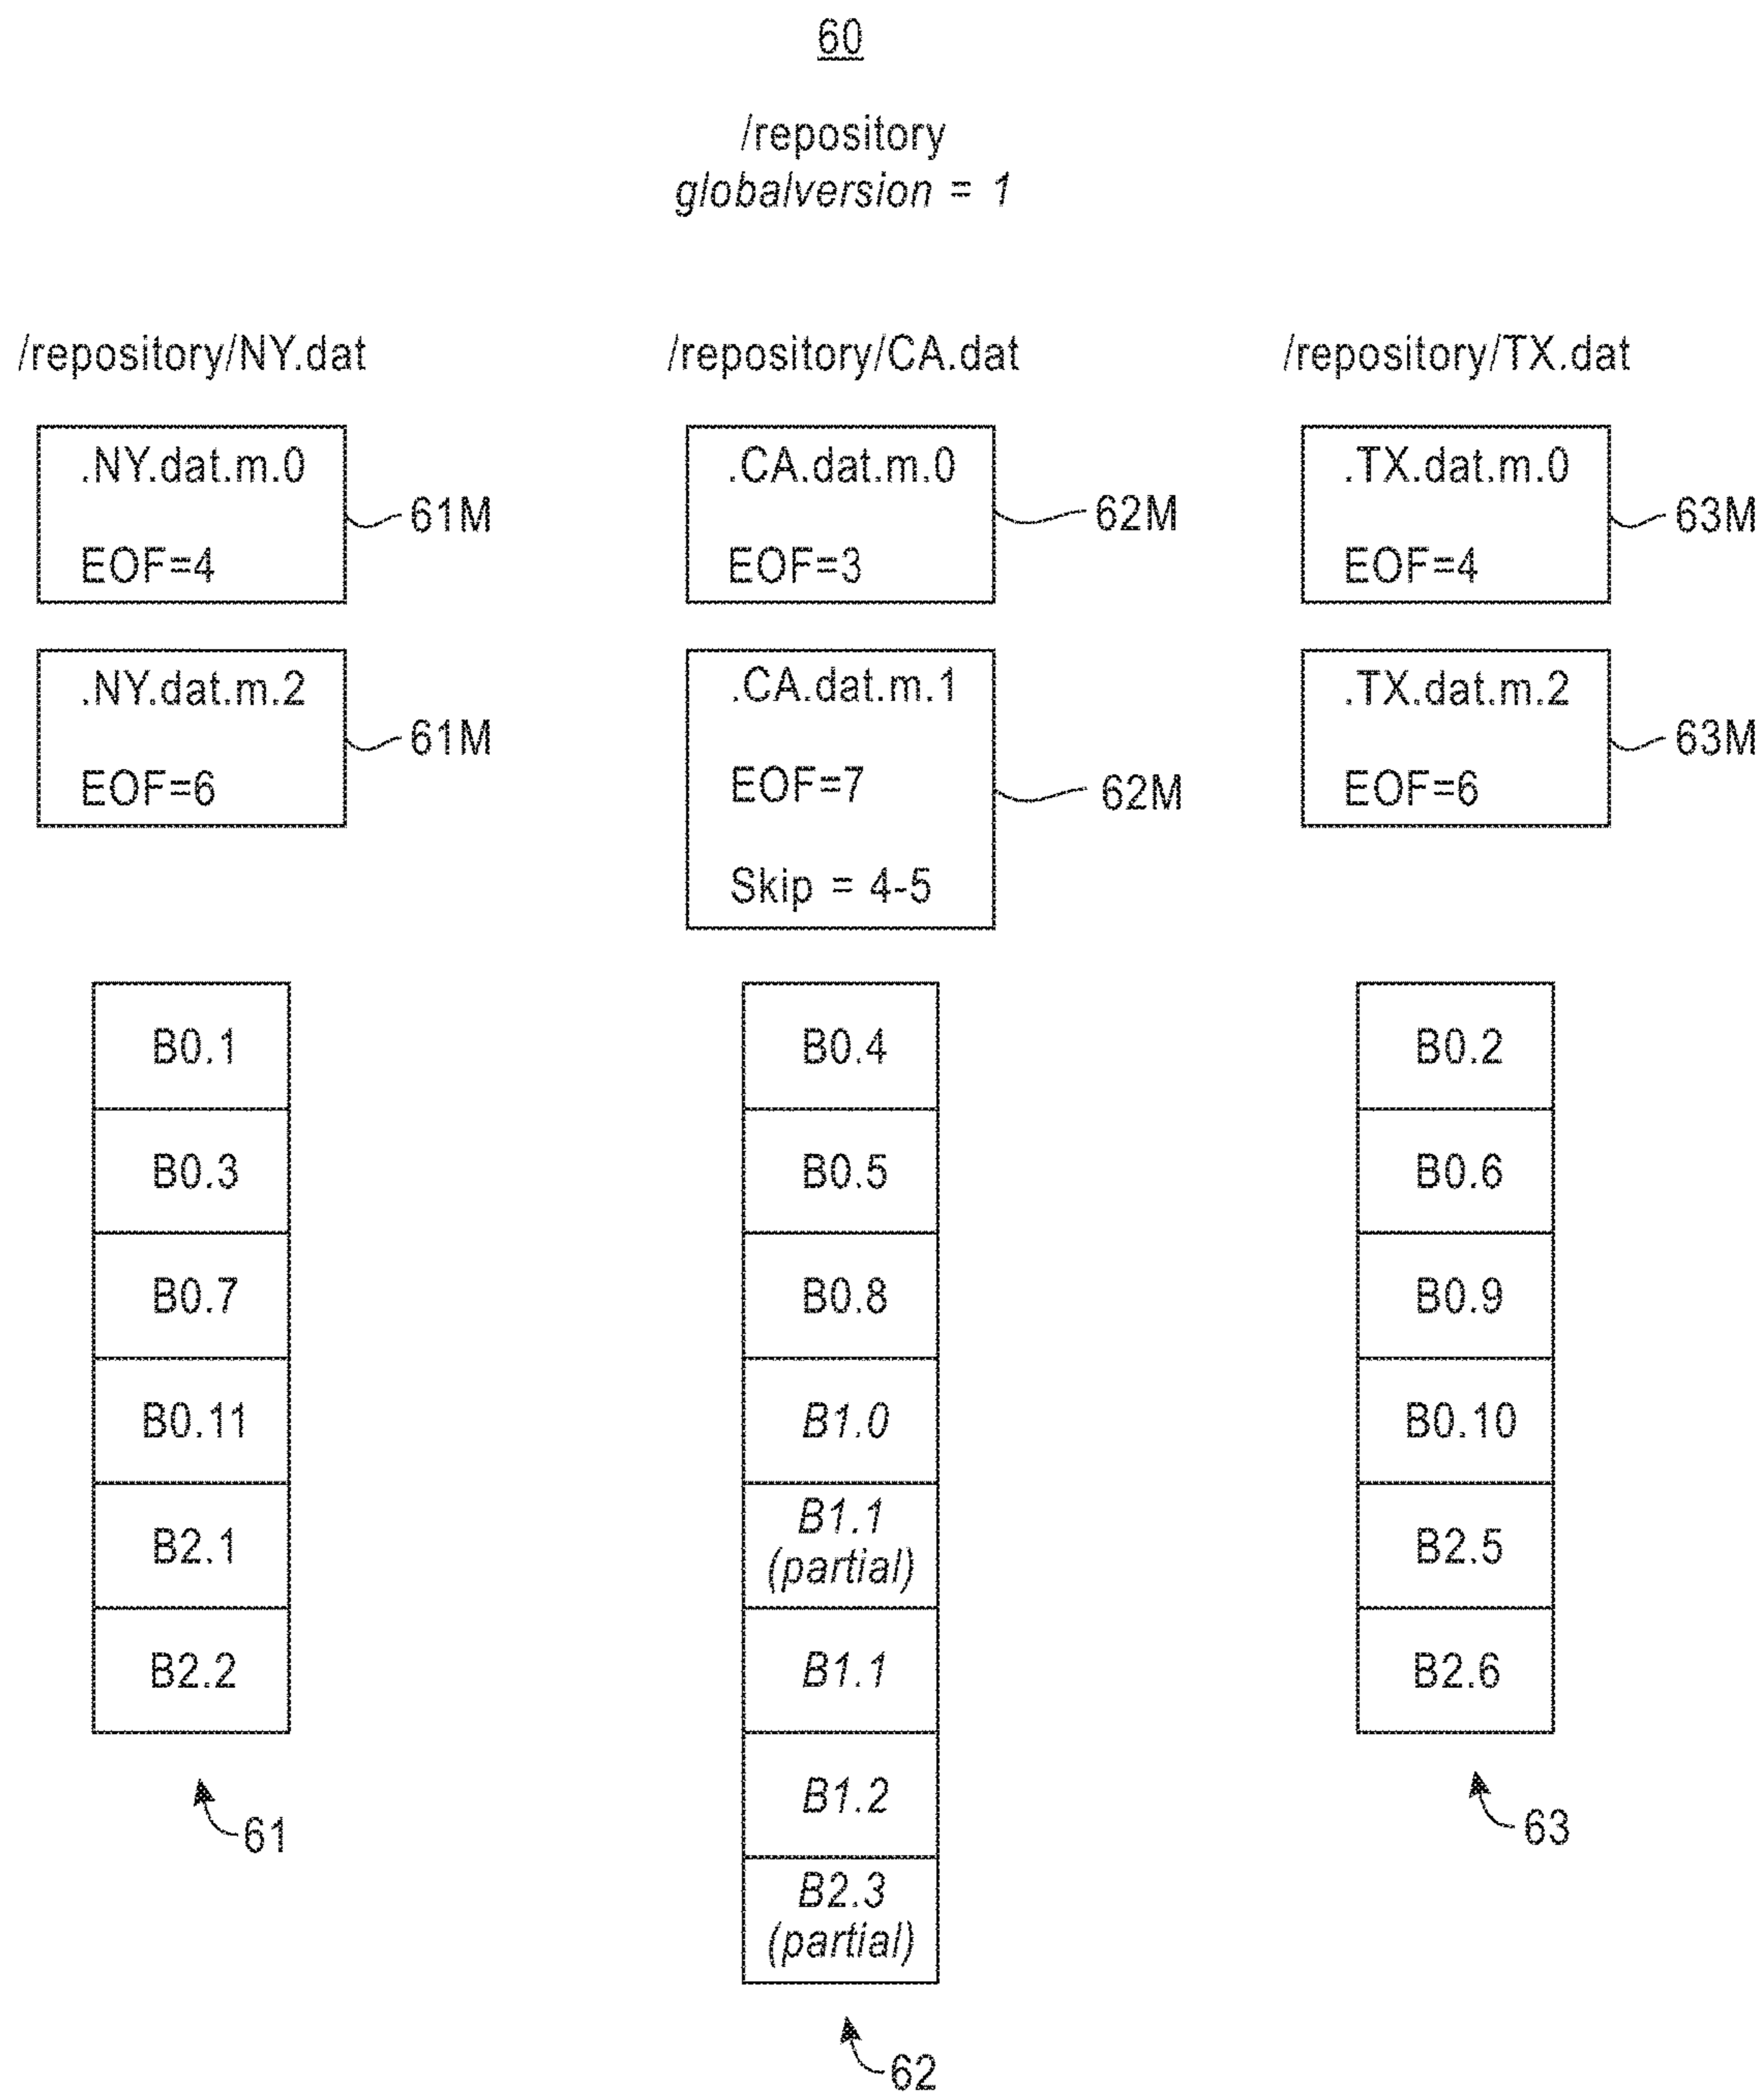 60
/repository
globalversion = 1
/repository/NY.dat
.NY.dat.m.0
EOF=4
61M
.NY.dat.m.2
EOF=6
61M
B0.1
B0.3
B0.7
B0.11
B2.1
B2.2
61
/repository/CA.dat
.CA.dat.m.0
EOF=3
62M
.CA.dat.m.1
EOF=7
Skip = 4-5
62M
B0.4
B0.5
B0.8
B1.0
B1.1
(partial)
B1.1
B1.2
B2.3
(partial)
62
/repository/TX.dat
.TX.dat.m.0
EOF=4
63M
.TX.dat.m.2
EOF=6
63M
B0.2
B0.6
B0.9
B0.10
B2.5
B2.6
63